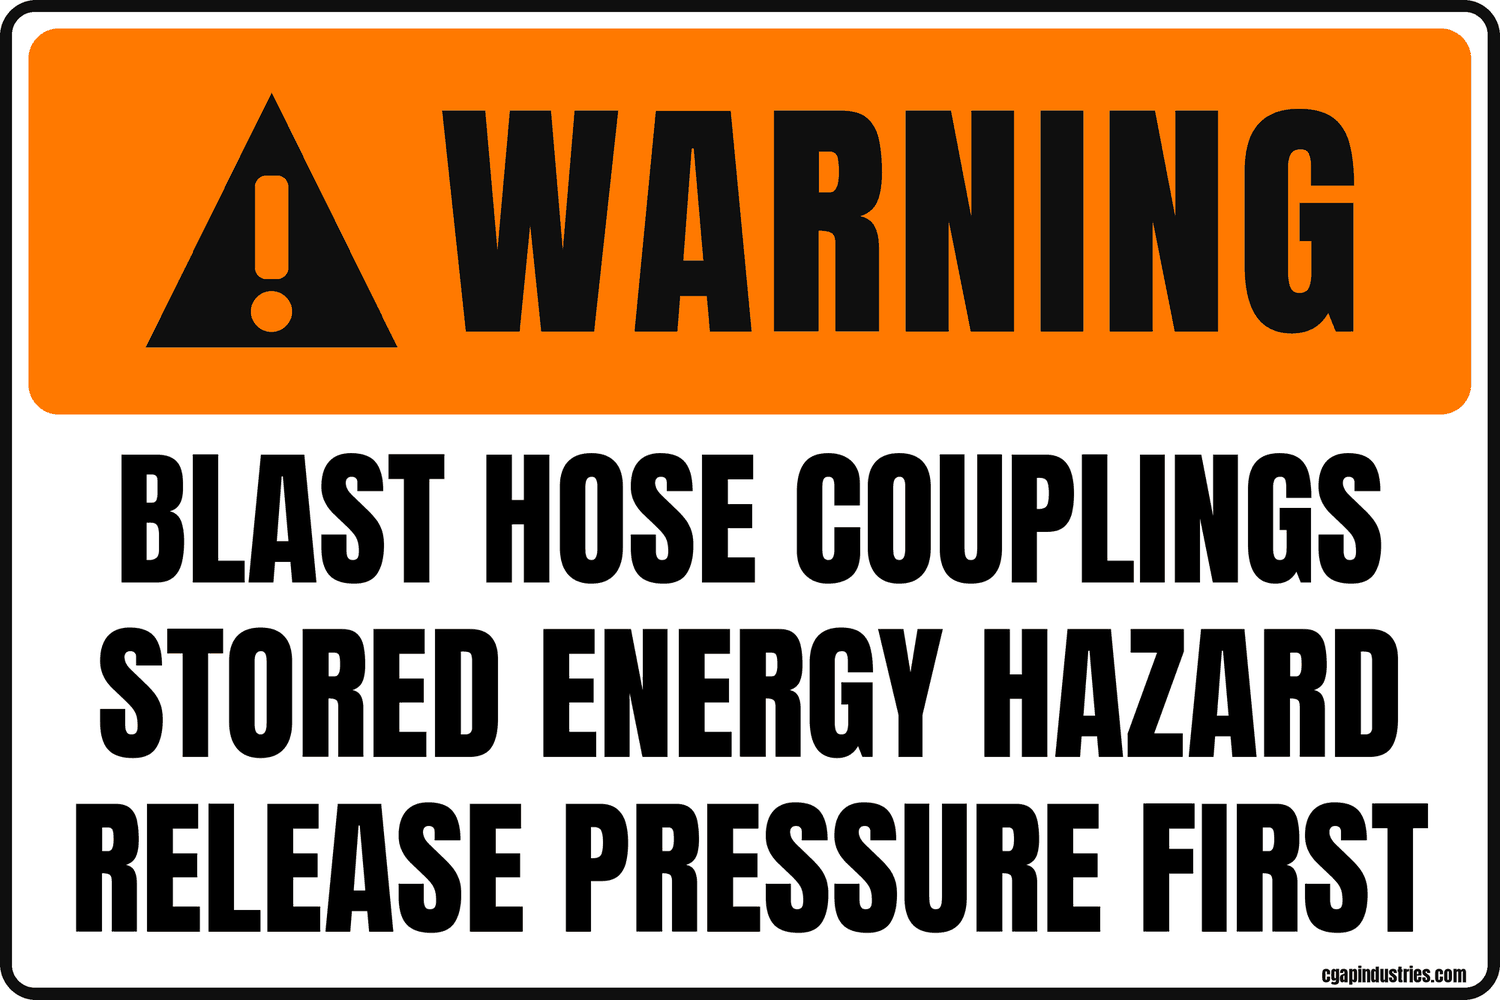 WARNING
BLAST HOSE COUPLINGS
STORED ENERGY HAZARD
RELEASE PRESSURE FIRST
cgapindustries.com